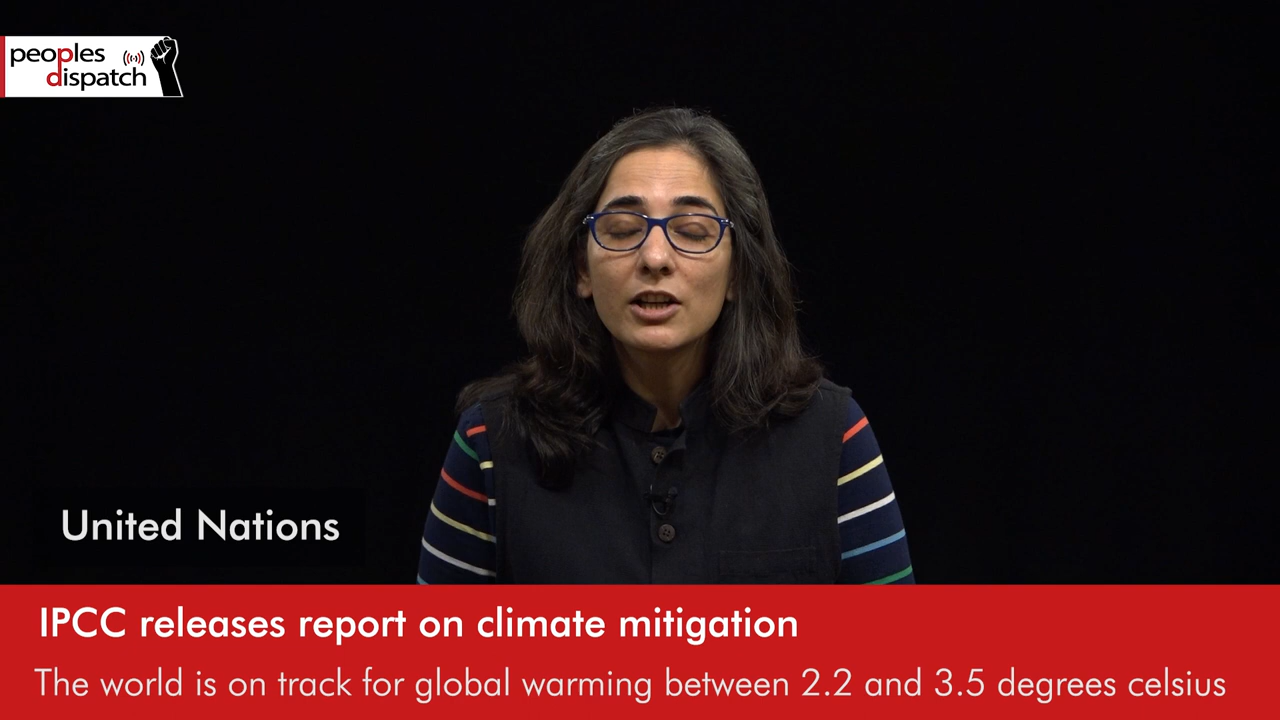 peoples
dispatch
United Nations
IPCC releases report on climate mitigation
The world is on track for global warming between 2.2 and 3.5 degrees celsius